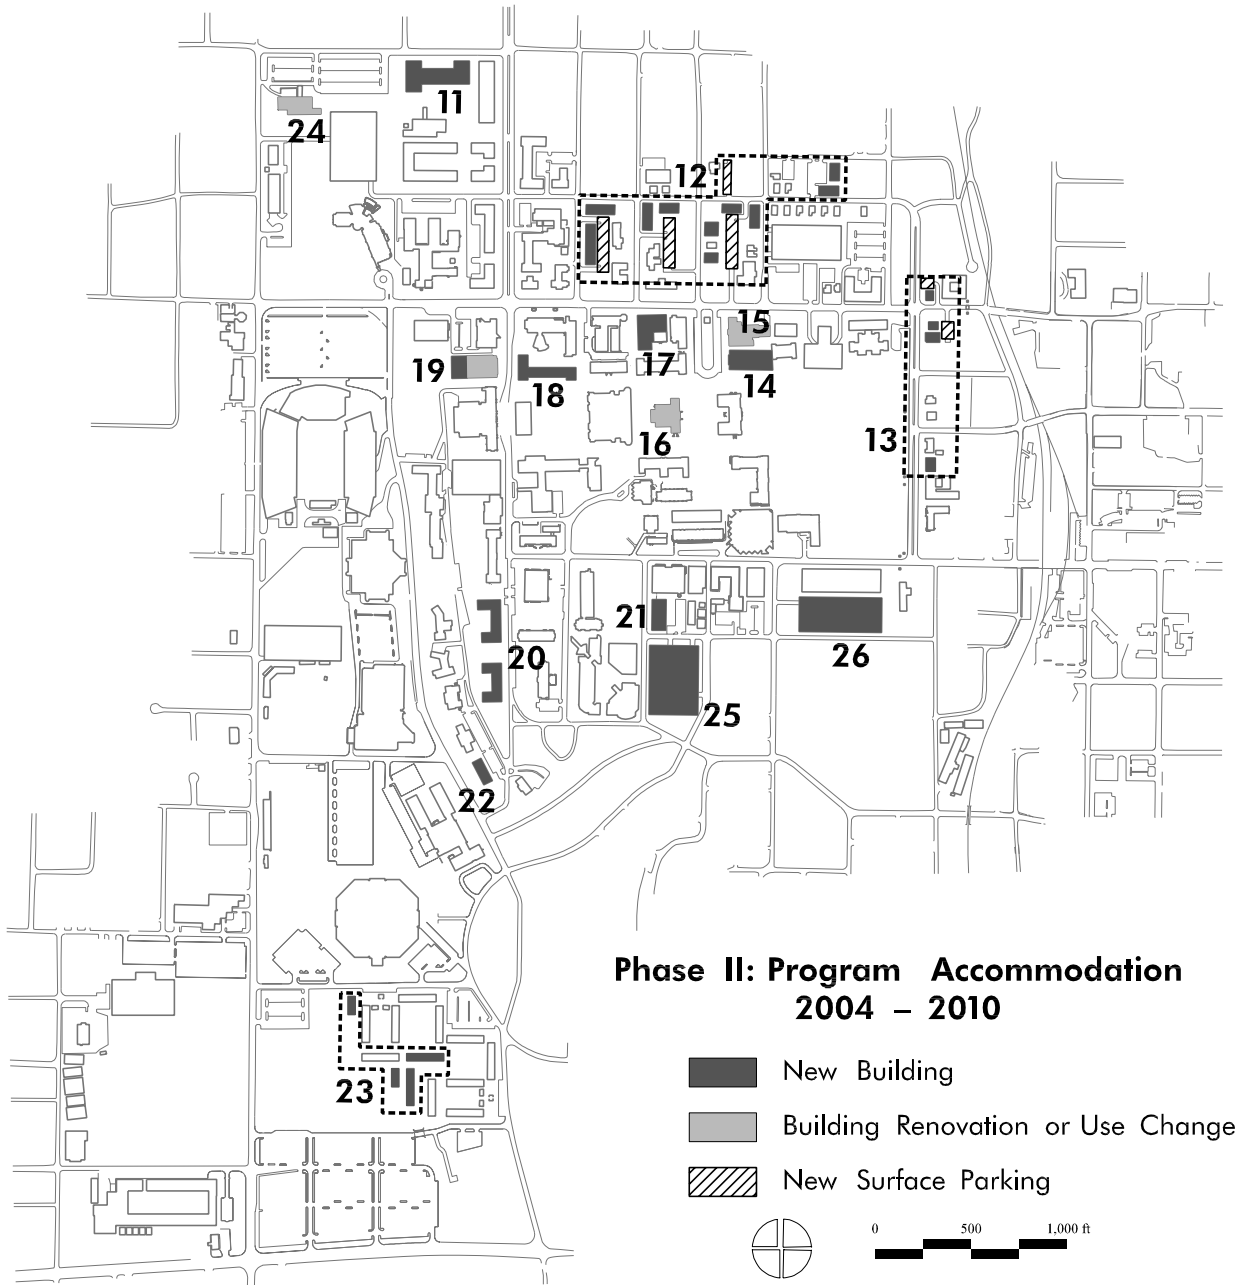 11
24
12
15
17
19
14
18
16
13
21
20
26
25
22
Phase II: Program Accommodation
2004 – 2010
New Building
23
Building Renovation or Use Change
New Surface Parking
0 500 1,000 ft